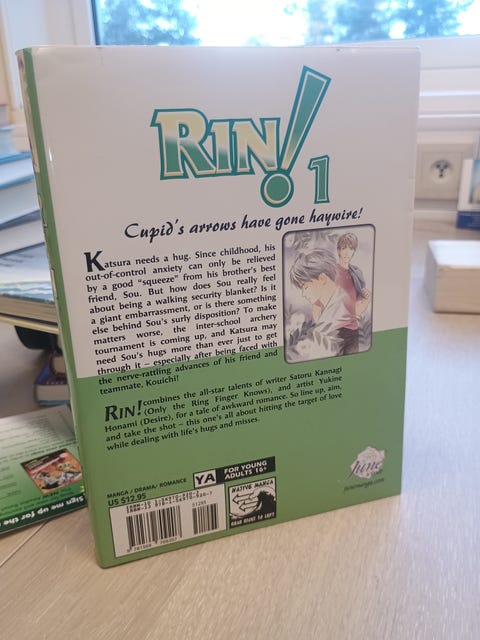 RIN! 1
Cupid's arrows have gone haywire!
Katsura needs a hug. Since childhood, his
out-of-control anxiety can only be relieved
by a good "squeeze" from his brother's best
friend, Sou. But how does Sou really feel
about being a walking security blanket? Is it
a giant embarrassment, or is there something
else behind Sou's surly disposition? To make
matters worse, the inter-school archery
tournament is coming up, and Katsura may
need Sou's hugs more than ever just to get
through it – especially after being faced with
the nerve-rattling advances of his friend and
teammate, Kouichi!
RIN! combines the all-star talents of writer Satoru Kannagi
(Only the Ring Finger Knows), and artist Yukine
Honami (Desire), for a tale of awkward romance. So line up, aim,
and take the shot – this one's all about hitting the target of love
while dealing with life's hugs and misses.
MANGA / DRAMA / ROMANCE
US $12.95
YA
FOR YOUNG
ADULTS 16+
NATIVE MANGA
READ RIGHT TO LEFT
51295
June
junemanga.com
Sign me up for the